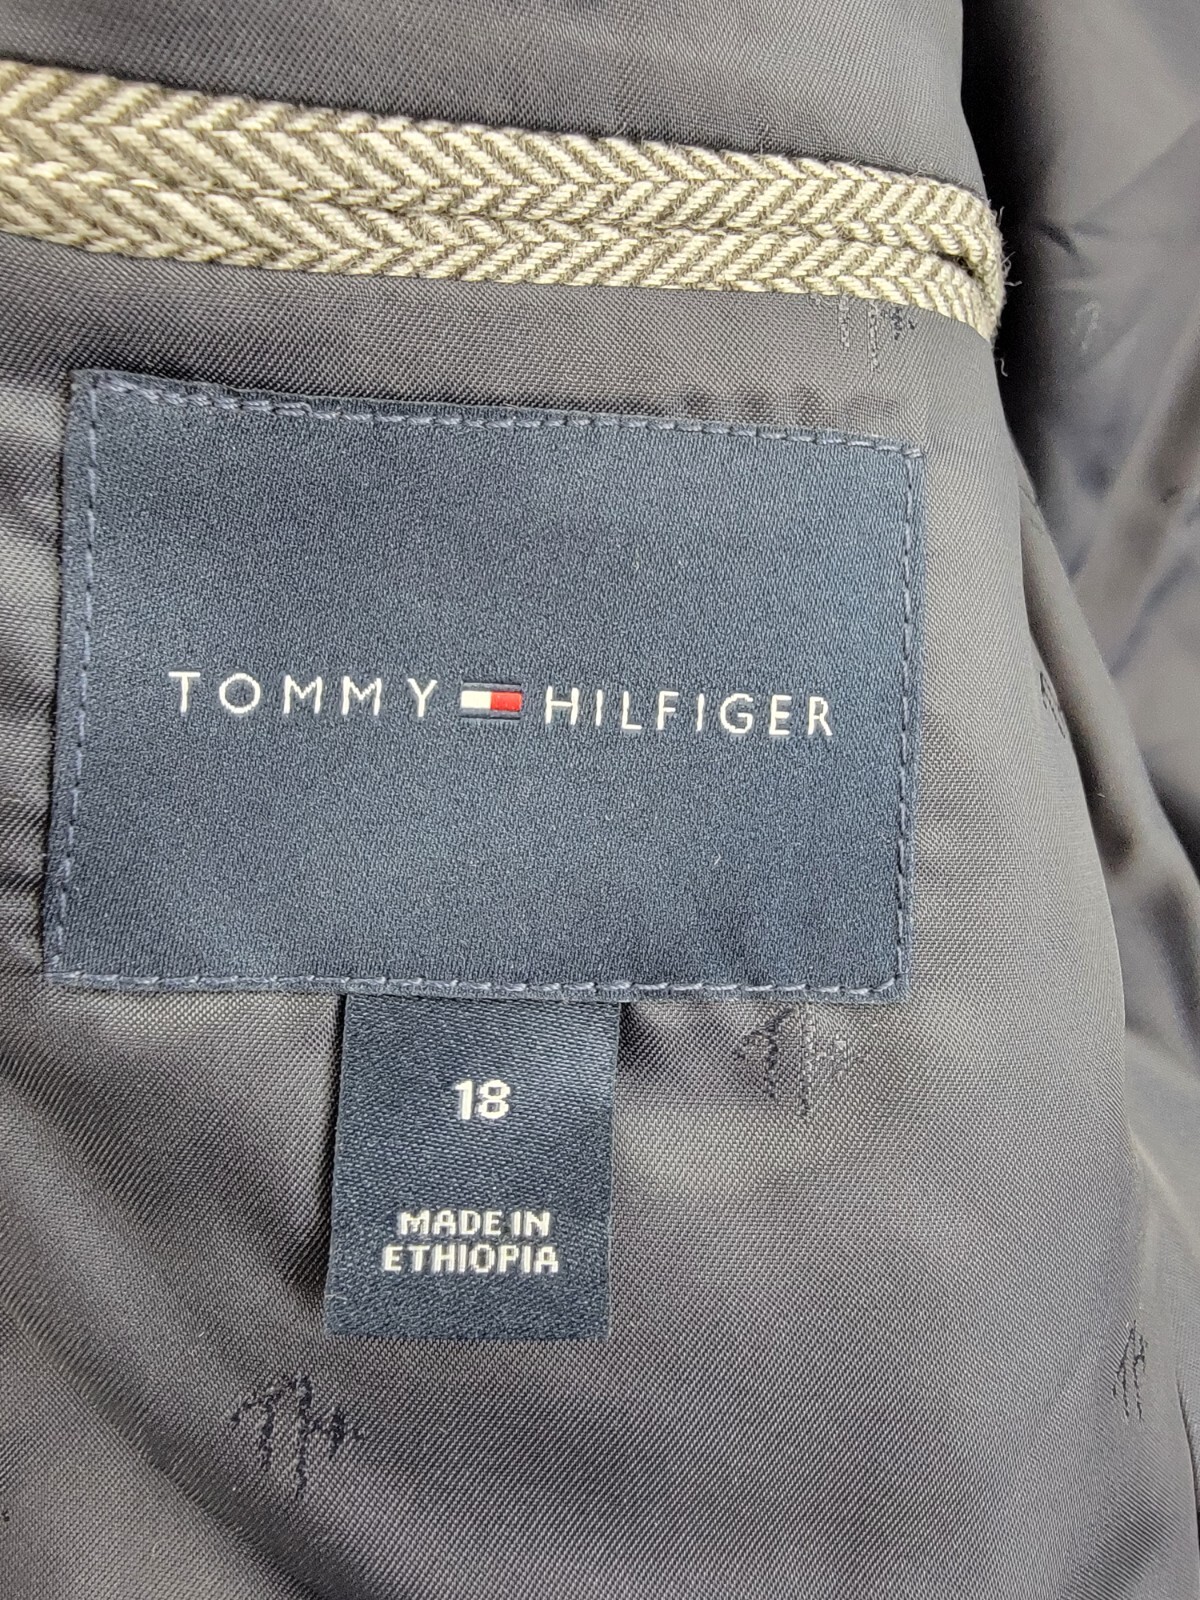 TOMMY HILFIGER
18
MADE IN
ETHIOPIA